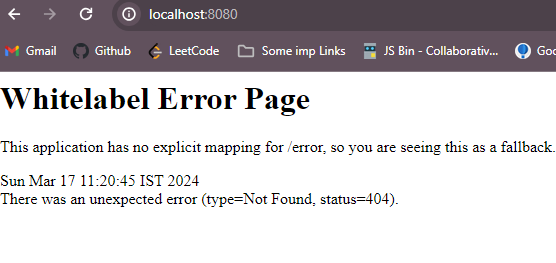 localhost:8080
Gmail Github LeetCode Some imp Links JS Bin - Collaborativ... Goo
Whitelabel Error Page
This application has no explicit mapping for /error, so you are seeing this as a fallback.
Sun Mar 17 11:20:45 IST 2024
There was an unexpected error (type=Not Found, status=404).